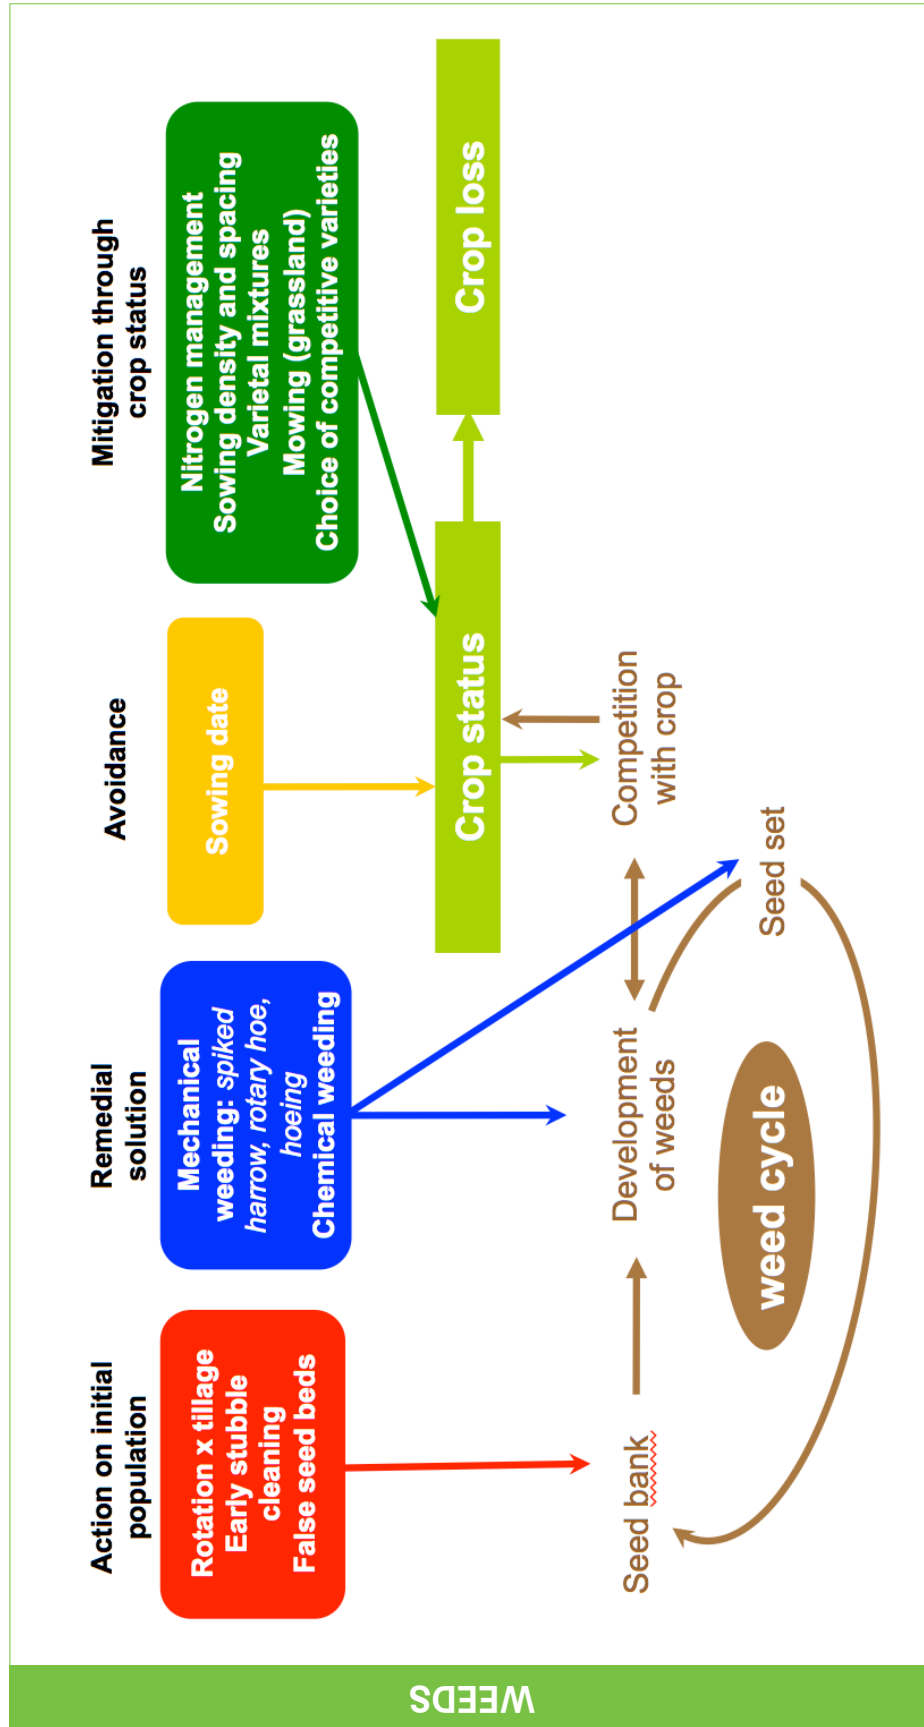 WEEDS
Action on initial
population
Rotation x tillage
Early stubble
cleaning
False seed beds
Remedial
solution
Mechanical
weeding: spiked
harrow, rotary hoe,
hoeing
Chemical weeding
Avoidance
Sowing date
Mitigation through
crop status
Nitrogen management
Sowing density and spacing
Varietal mixtures
Mowing (grassland)
Choice of competitive varieties
Crop status
Crop loss
Seed bank
Development
of weeds
Competition
with crop
Seed set
weed cycle